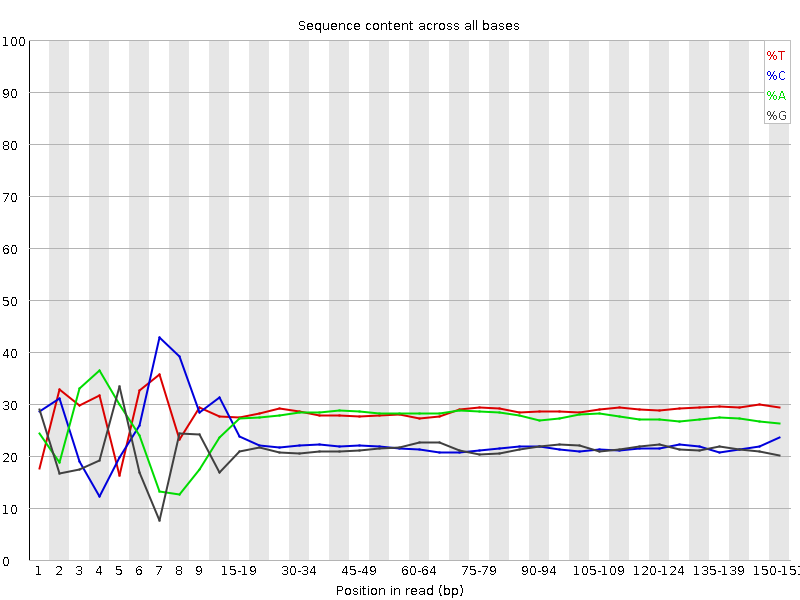 Sequence content across all bases
100
90
80
70
60
50
40
30
20
10
0
%T
%C
%A
%G
1 2 3 4 5 6 7 8 9 15-19 30-34 45-49 60-64 75-79 90-94 105-109 120-124 135-139 150-151
Position in read (bp)